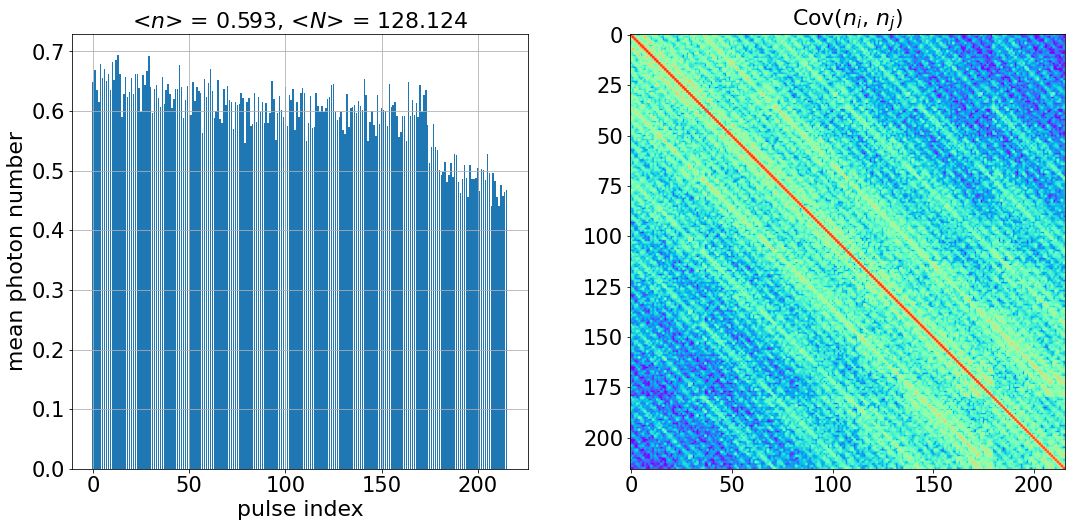 <n> = 0.593, <N> = 128.124
mean photon number
0.7
0.6
0.5
0.4
0.3
0.2
0.1
0.0
0 50 100 150 200
pulse index
Cov(nᵢ, nⱼ)
0
25
50
75
100
125
150
175
200
0 50 100 150 200